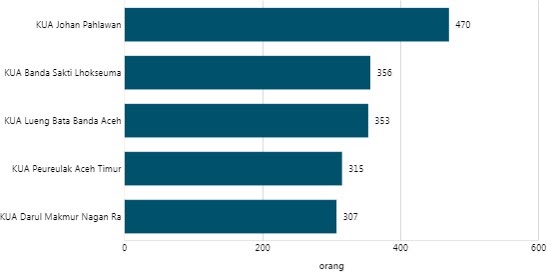 KUA Johan Pahlawan 470
KUA Banda Sakti Lhokseuma 356
KUA Lueng Bata Banda Aceh 353
KUA Peureulak Aceh Timur 315
KUA Darul Makmur Nagan Ra 307
0 200 400 600
orang